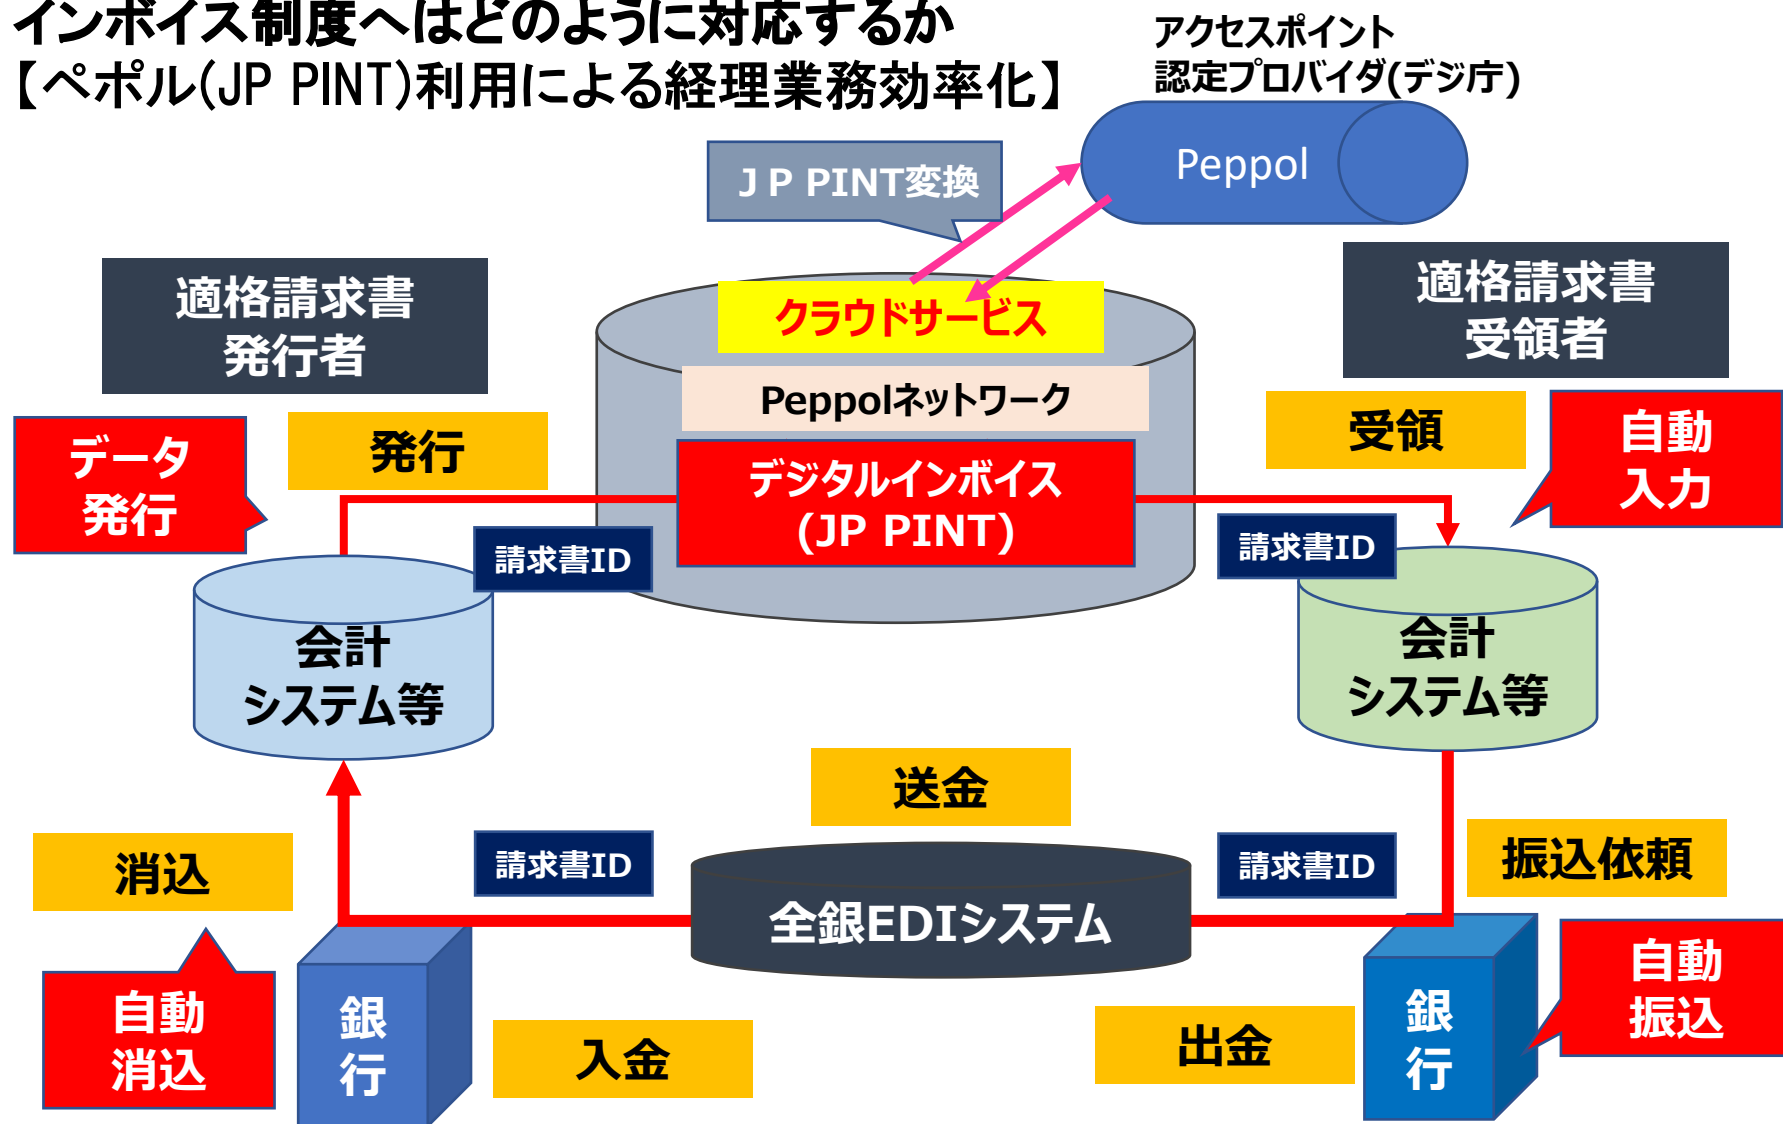 インボイス制度へはどのように対応するか
【ペポル(JP PINT)利用による経理業務効率化】
アクセスポイント
認定プロバイダ(デジ庁)
ＪＰ PINT変換
Peppol
適格請求書
発行者
クラウドサービス
適格請求書
受領者
Peppolネットワーク
データ
発行
発行
デジタルインボイス
(JP PINT)
受領
自動
入力
請求書ID
請求書ID
会計
システム等
会計
システム等
送金
消込
請求書ID
請求書ID
振込依頼
全銀EDIシステム
自動
消込
銀
行
入金
出金
銀
行
自動
振込